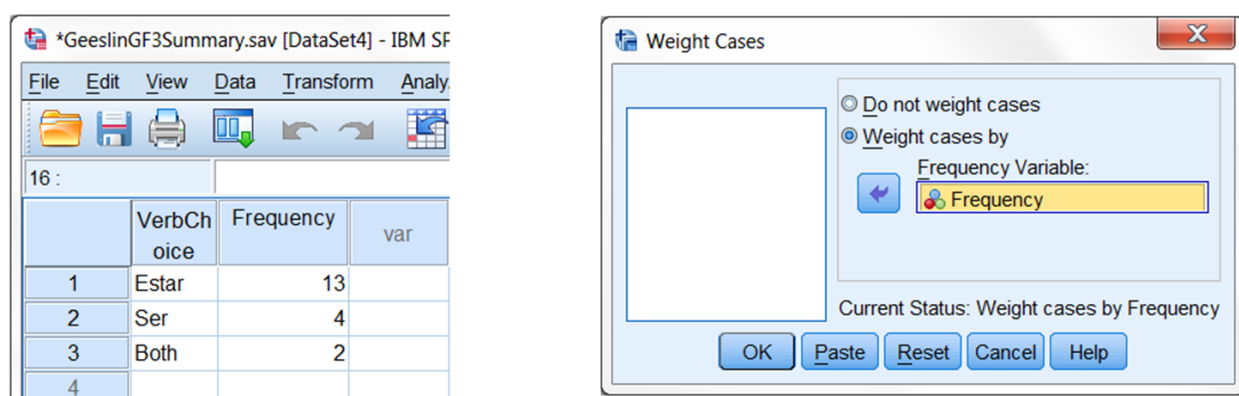 *GeeslinGF3Summary.sav [DataSet4] - IBM SP
File Edit View Data Transform Analy
16 :
VerbCh
oice Frequency var
1 Estar 13
2 Ser 4
3 Both 2
4
Weight Cases
Do not weight cases
Weight cases by
Frequency Variable:
Frequency
Current Status: Weight cases by Frequency
OK Paste Reset Cancel Help